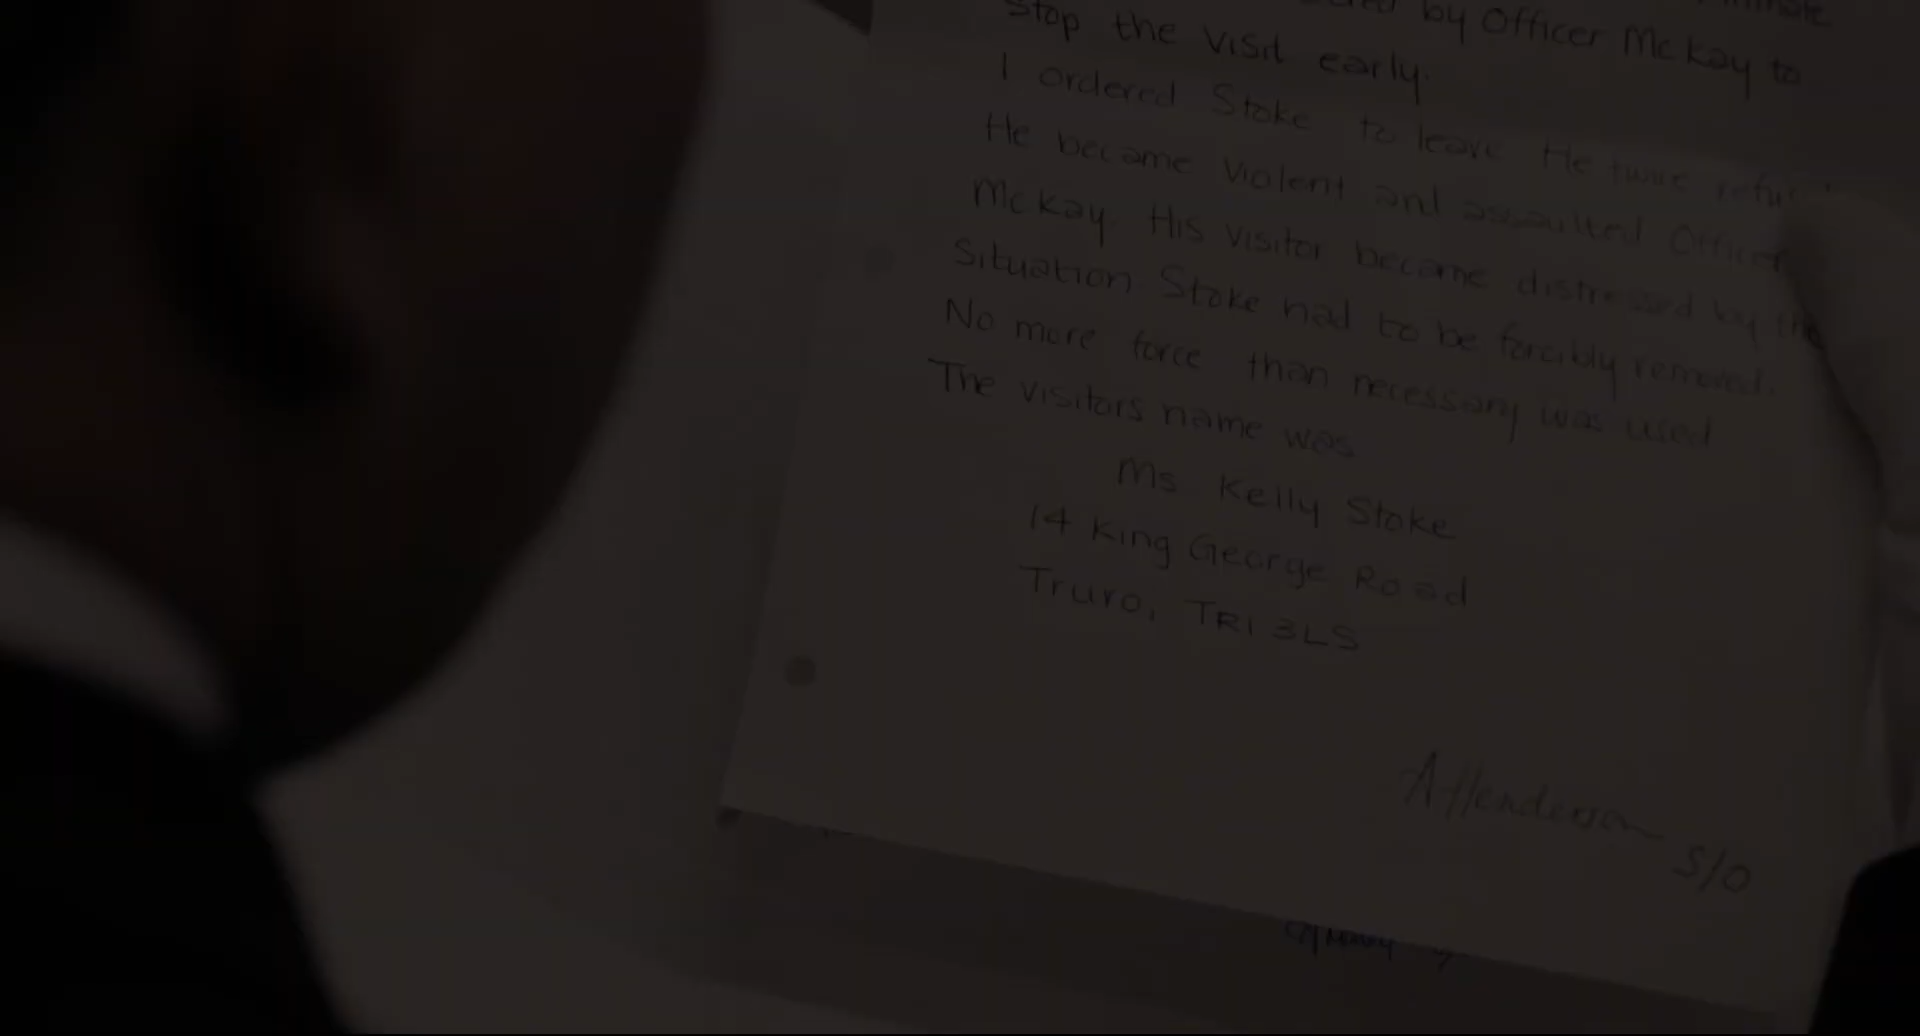 by Officer McKay to
Stop the visit early.
I ordered Stoke to leave He twice
He became violent and assaulted Officer
McKay. His visitor became distressed by the
Situation Stoke had to be forcibly removed.
No more force than necessary was used
The visitors name was
Ms Kelly Stoke
14 King George Road
Truro, TR1 3LS
A Henderson
S/O